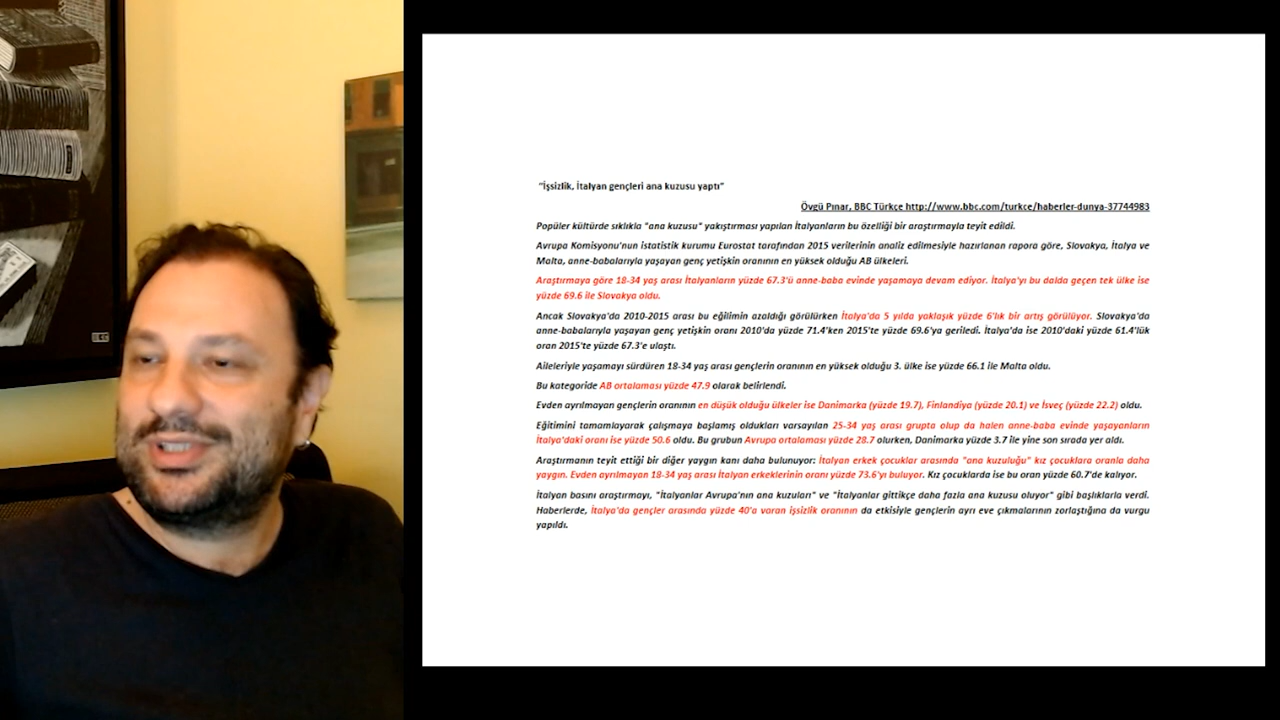 "İşsizlik, İtalyan gençleri ana kuzusu yaptı"
Övgü Pınar, BBC Türkçe http://www.bbc.com/turkce/haberler-dunya-37744983
Popüler kültürde sıklıkla "ana kuzusu" yakıştırması yapılan İtalyanların bu özelliği bir araştırmayla teyit edildi.
Avrupa Komisyonu'nun istatistik kurumu Eurostat tarafından 2015 verilerinin analiz edilmesiyle hazırlanan rapora göre, Slovakya, İtalya ve
Malta, anne-babalarıyla yaşayan genç yetişkin oranının en yüksek olduğu AB ülkeleri.
Araştırmaya göre 18-34 yaş arası İtalyanların yüzde 67.3'ü anne-baba evinde yaşamaya devam ediyor. İtalya'yı bu dalda geçen tek ülke ise
yüzde 69.6 ile Slovakya oldu.
Ancak Slovakya'da 2010-2015 arası bu eğilimin azaldığı görülürken İtalya'da 5 yılda yaklaşık yüzde 6'lık bir artış görülüyor. Slovakya'da
anne-babalarıyla yaşayan genç yetişkin oranı 2010'da yüzde 71.4'ken 2015'te yüzde 69.6'ya geriledi. İtalya'da ise 2010'daki yüzde 61.4'lük
oran 2015'te yüzde 67.3'e ulaştı.
Aileleriyle yaşamayı sürdüren 18-34 yaş arası gençlerin oranının en yüksek olduğu 3. ülke ise yüzde 66.1 ile Malta oldu.
Bu kategoride AB ortalaması yüzde 47.9 olarak belirlendi.
Evden ayrılmayan gençlerin oranının en düşük olduğu ülkeler ise Danimarka (yüzde 19.7), Finlandiya (yüzde 20.1) ve İsveç (yüzde 22.2) oldu.
Eğitimini tamamlayarak çalışmaya başlamış oldukları varsayılan 25-34 yaş arası grupta olup da halen anne-baba evinde yaşayanların
İtalya'daki oranı ise yüzde 50.6 oldu. Bu grubun Avrupa ortalaması yüzde 28.7 olurken, Danimarka yüzde 3.7 ile yine son sırada yer aldı.
Araştırmanın teyit ettiği bir diğer yaygın kanı daha bulunuyor: İtalyan erkek çocuklar arasında "ana kuzuluğu" kız çocuklara oranla daha
yaygın. Evden ayrılmayan 18-34 yaş arası İtalyan erkeklerinin oranı yüzde 73.6'yı buluyor. Kız çocuklarda ise bu oran yüzde 60.7'de kalıyor.
İtalyan basını araştırmayı, "İtalyanlar Avrupa'nın ana kuzuları" ve "İtalyanlar gittikçe daha fazla ana kuzusu oluyor" gibi başlıklarla verdi.
Haberlerde, İtalya'da gençler arasında yüzde 40'a varan işsizlik oranının da etkisiyle gençlerin ayrı eve çıkmalarının zorlaştığına da vurgu
yapıldı.